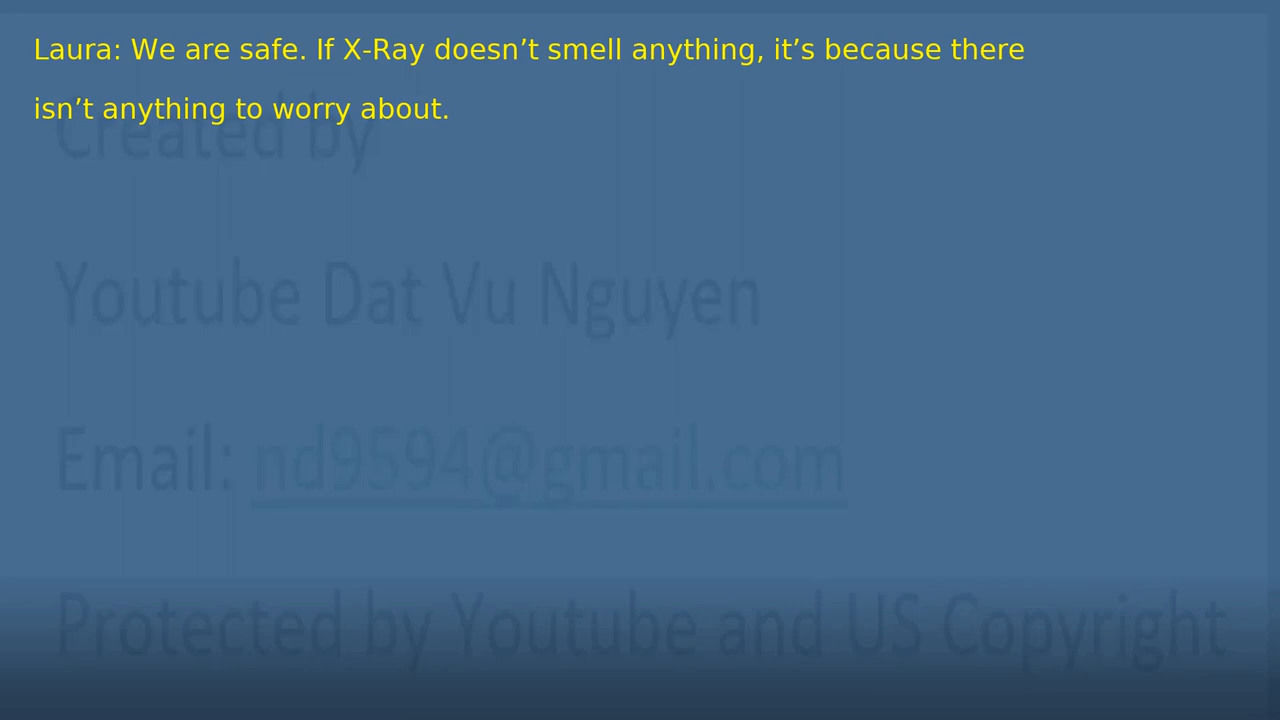 Laura: We are safe. If X-Ray doesn’t smell anything, it’s because there
isn’t anything to worry about.
Created by
Youtube Dat Vu Nguyen
Email: nd9594@gmail.com
Protected by Youtube and US Copyright